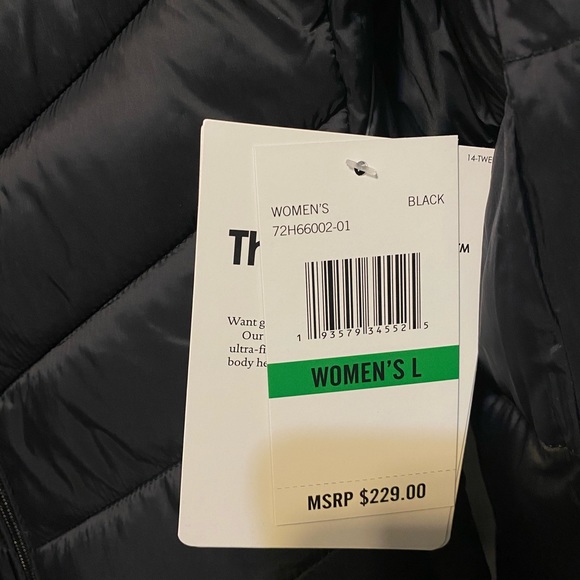 WOMEN'S BLACK
72H66002-01
1 93579 34552 5
WOMEN'S L
MSRP $229.00
14-TWE
Th
TM
Want g
Our
ultra-fi
body he